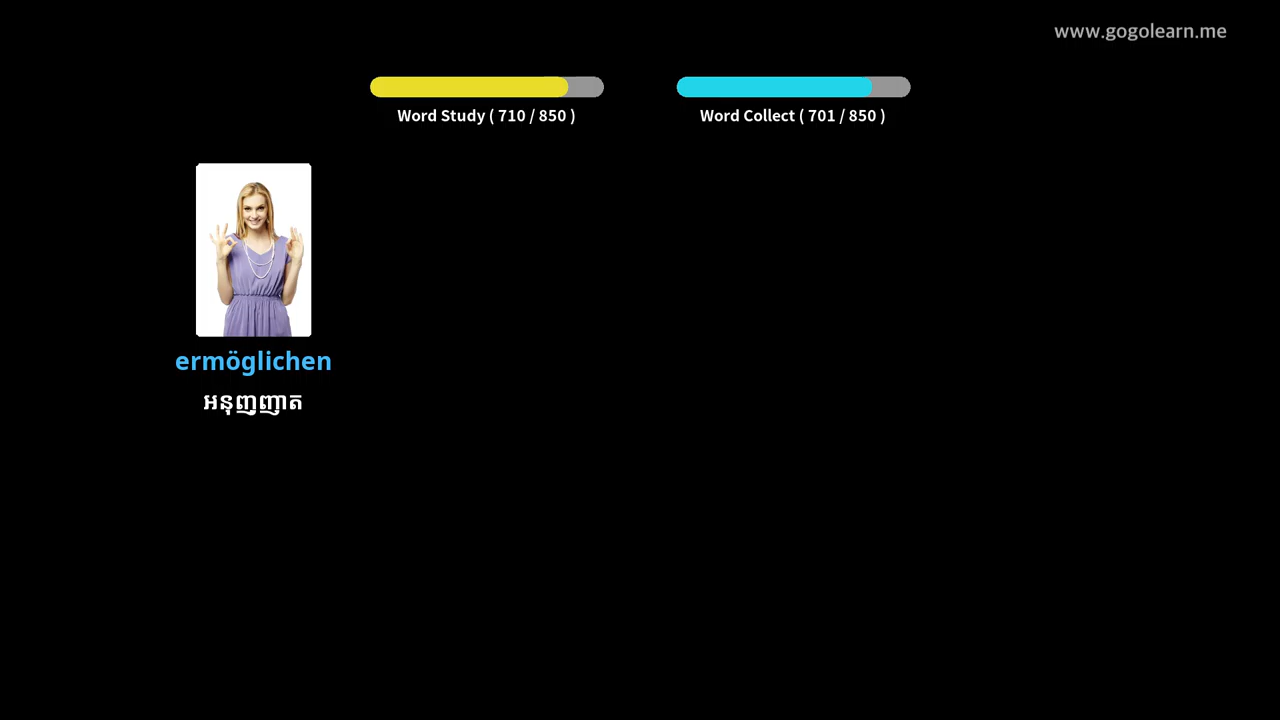 www.gogolearn.me
Word Study ( 710 / 850 )
Word Collect ( 701 / 850 )
ermöglichen
អនុញ្ញាត